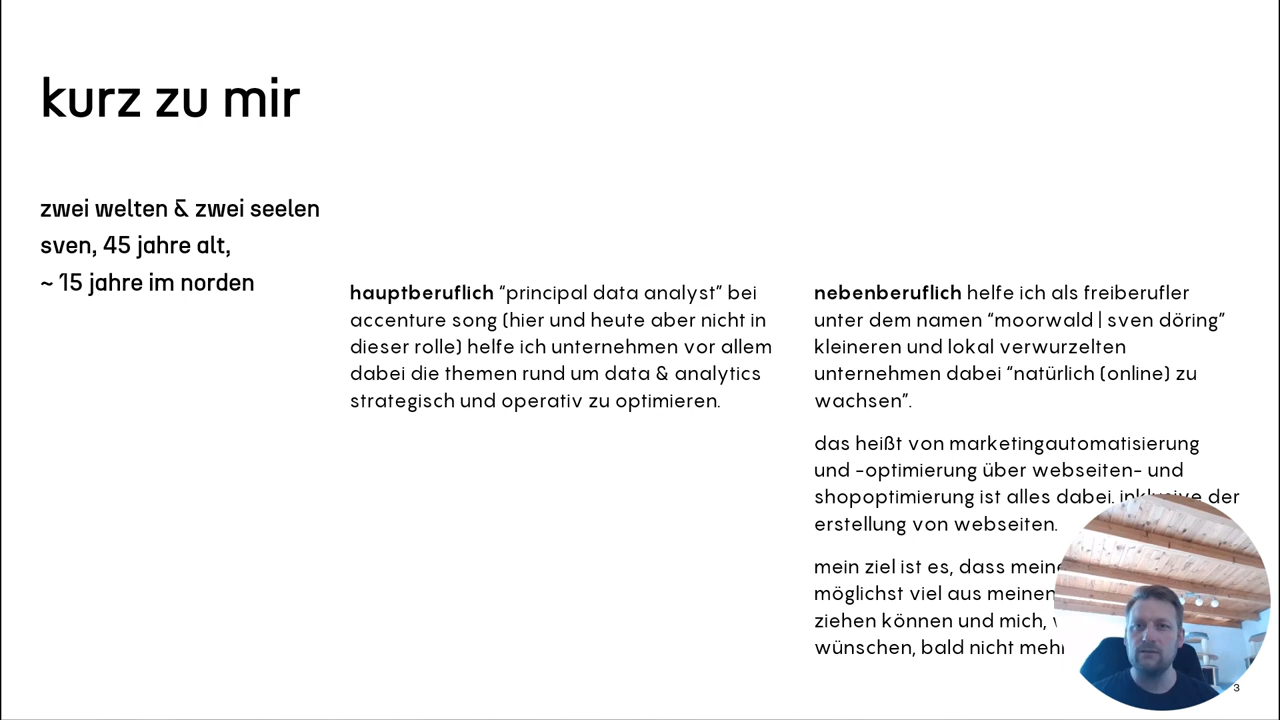 kurz zu mir
zwei welten & zwei seelen
sven, 45 jahre alt,
~ 15 jahre im norden
hauptberuflich “principal data analyst” bei
accenture song (hier und heute aber nicht in
dieser rolle) helfe ich unternehmen vor allem
dabei die themen rund um data & analytics
strategisch und operativ zu optimieren.
nebenberuflich helfe ich als freiberufler
unter dem namen “moorwald | sven döring”
kleineren und lokal verwurzelten
unternehmen dabei “natürlich (online) zu
wachsen”.
das heißt von marketingautomatisierung
und -optimierung über webseiten- und
shopoptimierung ist alles dabei. inklusive der
erstellung von webseiten.
mein ziel ist es, dass
möglichst viel aus meinen
ziehen können und mich,
wünschen, bald nicht mehr
3